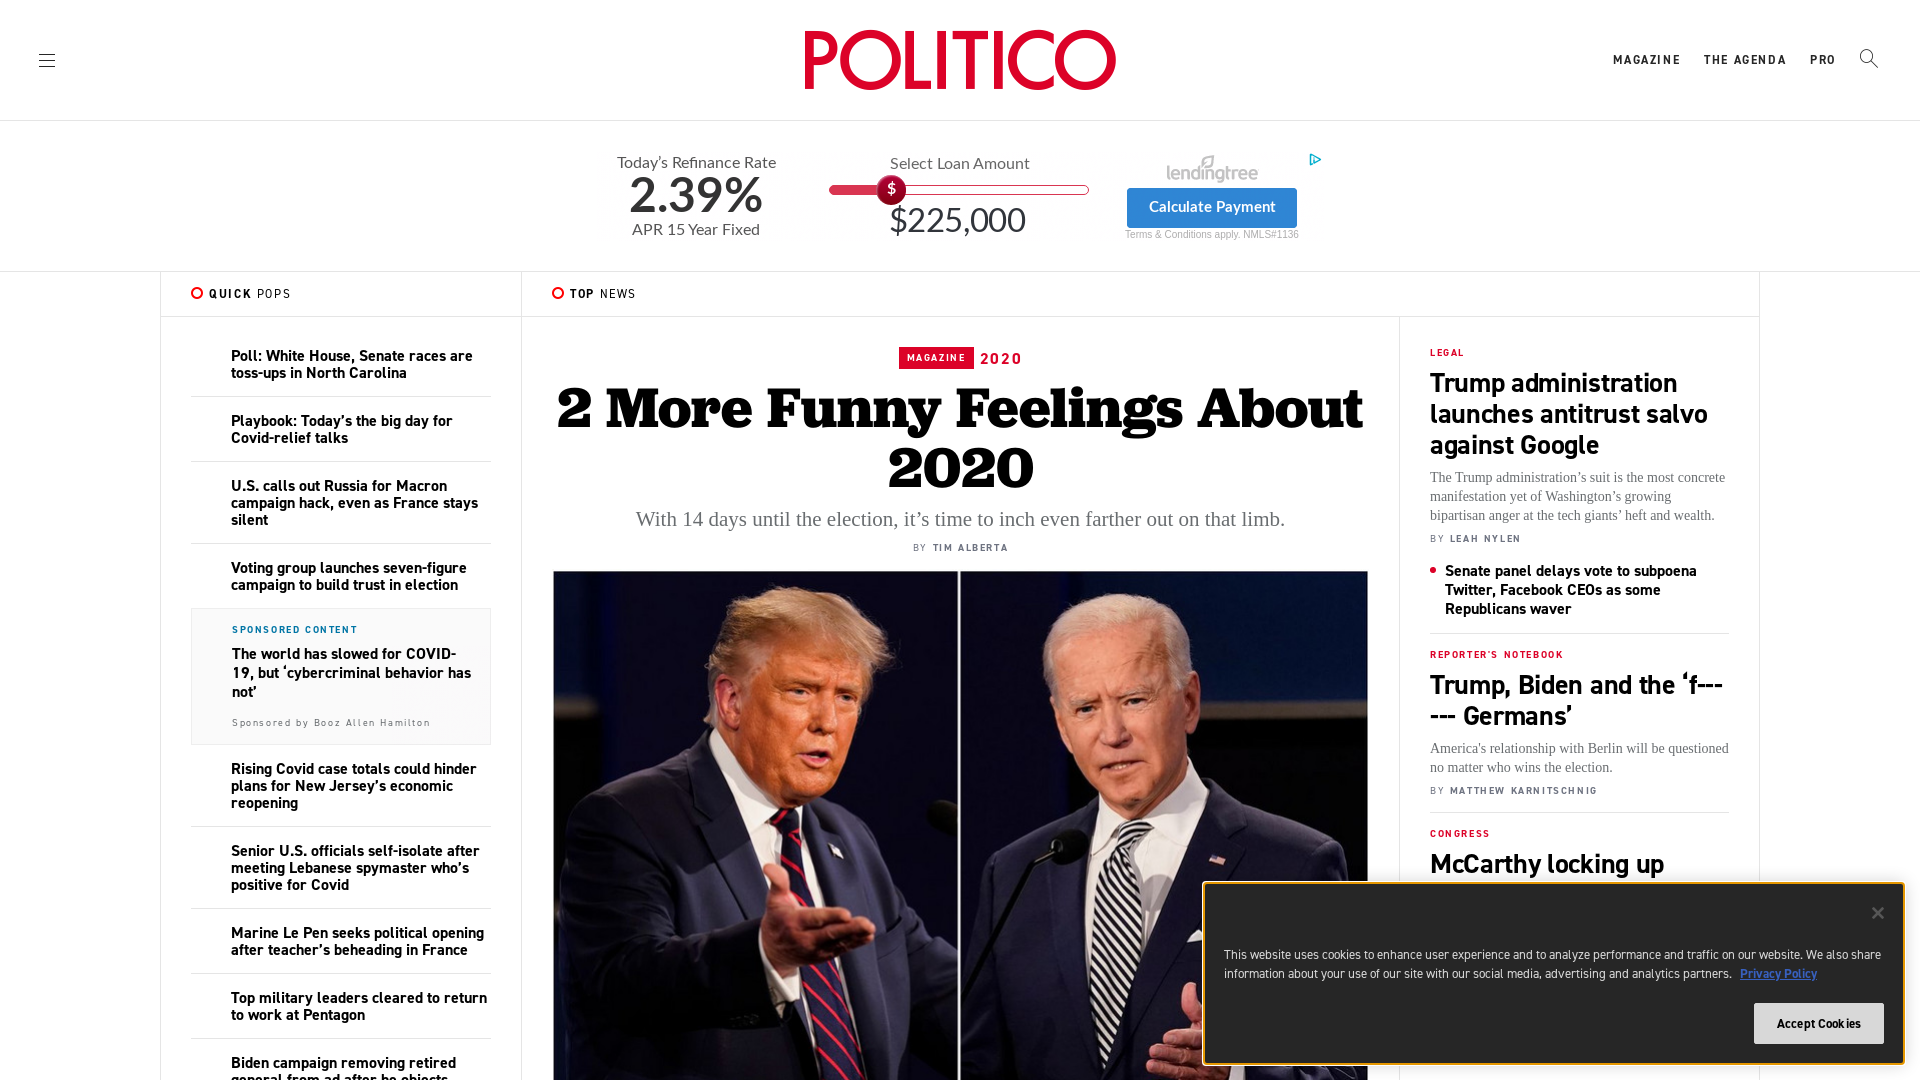 POLITICO
MAGAZINE
THE AGENDA
PRO
Today’s Refinance Rate
2.39%
APR 15 Year Fixed
Select Loan Amount
$
$225,000
lendingtree
Calculate Payment
Terms & Conditions apply. NMLS#1136
QUICK POPS
Poll: White House, Senate races are
toss-ups in North Carolina
Playbook: Today’s the big day for
Covid-relief talks
U.S. calls out Russia for Macron
campaign hack, even as France stays
silent
Voting group launches seven-figure
campaign to build trust in election
SPONSORED CONTENT
The world has slowed for COVID-
19, but ‘cybercriminal behavior has
not’
Sponsored by Booz Allen Hamilton
Rising Covid case totals could hinder
plans for New Jersey’s economic
reopening
Senior U.S. officials self-isolate after
meeting Lebanese spymaster who’s
positive for Covid
Marine Le Pen seeks political opening
after teacher’s beheading in France
Top military leaders cleared to return
to work at Pentagon
Biden campaign removing retired
general from ad after he objects
TOP NEWS
MAGAZINE 2020
2 More Funny Feelings About
2020
With 14 days until the election, it’s time to inch even farther out on that limb.
BY TIM ALBERTA
LEGAL
Trump administration
launches antitrust salvo
against Google
The Trump administration’s suit is the most concrete
manifestation yet of Washington’s growing
bipartisan anger at the tech giants’ heft and wealth.
BY LEAH NYLEN
Senate panel delays vote to subpoena
Twitter, Facebook CEOs as some
Republicans waver
REPORTER'S NOTEBOOK
Trump, Biden and the ‘f---
--- Germans’
America's relationship with Berlin will be questioned
no matter who wins the election.
BY MATTHEW KARNITSCHNIG
CONGRESS
McCarthy locking up
This website uses cookies to enhance user experience and to analyze performance and traffic on our website. We also share
information about your use of our site with our social media, advertising and analytics partners. Privacy Policy
Accept Cookies